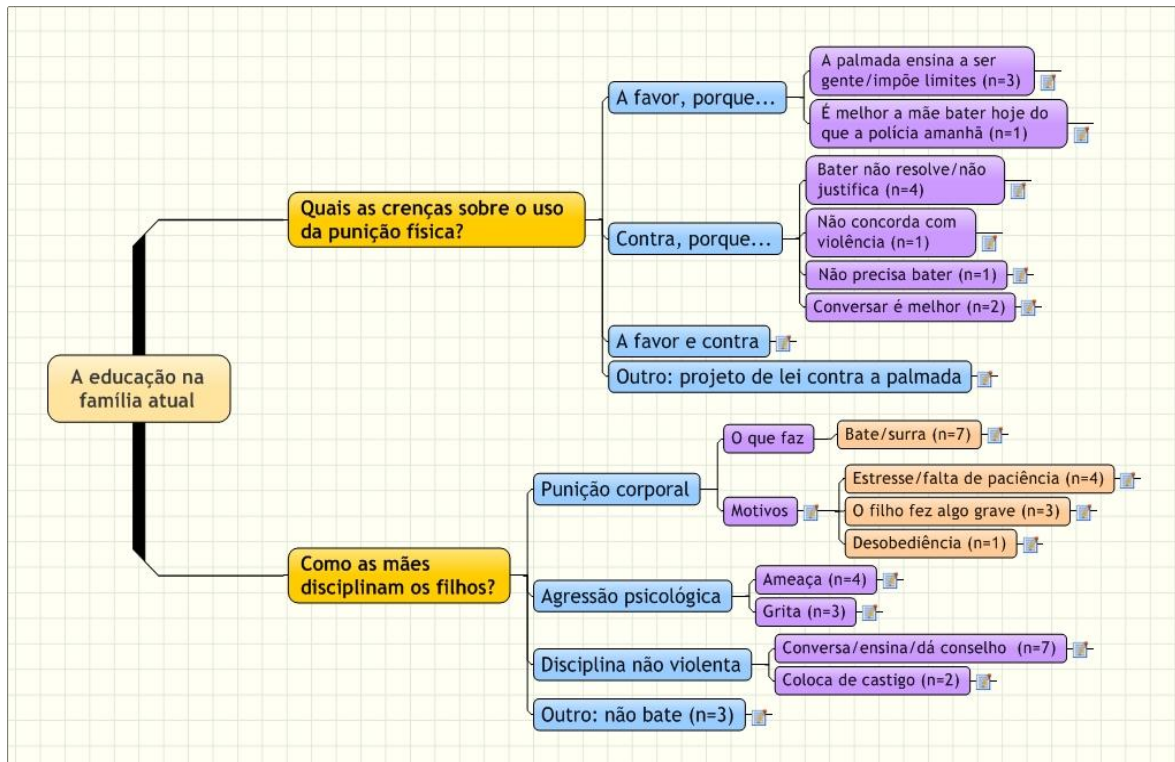 A educação na
família atual
Quais as crenças sobre o uso
da punição física?
A favor, porque...
A palmada ensina a ser
gente/impõe limites (n=3)
É melhor a mãe bater hoje do
que a polícia amanhã (n=1)
Contra, porque...
Bater não resolve/não
justifica (n=4)
Não concorda com
violência (n=1)
Não precisa bater (n=1)
Conversar é melhor (n=2)
A favor e contra
Outro: projeto de lei contra a palmada
Como as mães
disciplinam os filhos?
Punição corporal
O que faz
Bate/surra (n=7)
Motivos
Estresse/falta de paciência (n=4)
O filho fez algo grave (n=3)
Desobediência (n=1)
Agressão psicológica
Ameaça (n=4)
Grita (n=3)
Disciplina não violenta
Conversa/ensina/dá conselho (n=7)
Coloca de castigo (n=2)
Outro: não bate (n=3)